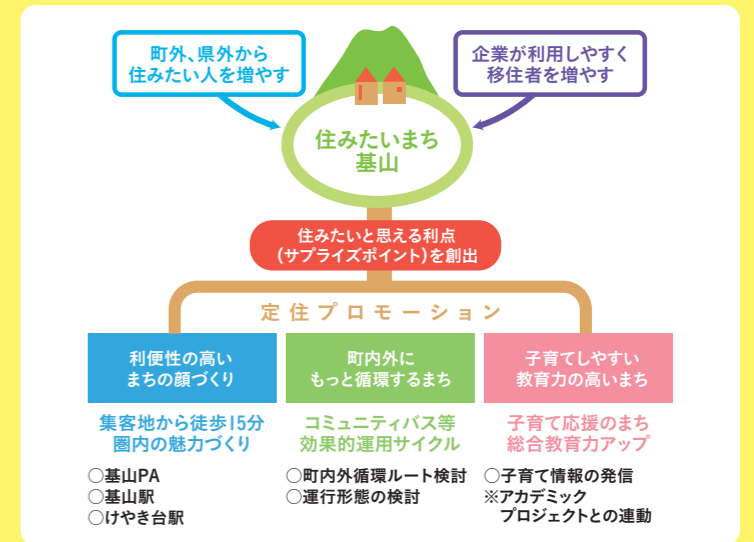 町外、県外から
住みたい人を増やす
企業が利用しやすく
移住者を増やす
住みたいまち
基山
住みたいと思える利点
(サプライズポイント)を創出
定住プロモーション
利便性の高い
まちの顔づくり
集客地から徒歩15分
圏内の魅力づくり
○基山PA
○基山駅
○けやき台駅
町内外に
もっと循環するまち
コミュニティバス等
効果的運用サイクル
○町内外循環ルート検討
○運行形態の検討
子育てしやすい
教育力の高いまち
子育て応援のまち
総合教育力アップ
○子育て情報の発信
※アカデミック
プロジェクトとの連動